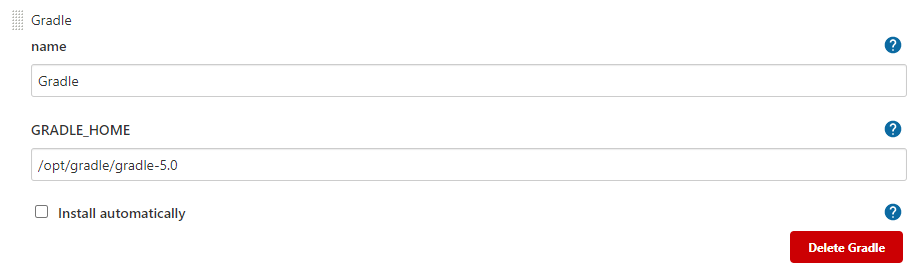 Gradle
name
?
Gradle
GRADLE_HOME
?
/opt/gradle/gradle-5.0
Install automatically
?
Delete Gradle